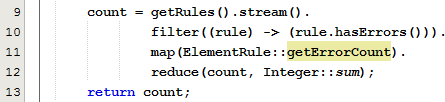 9 count = getRules().stream().
10 filter((rule) -> (rule.hasErrors())).
11 map(ElementRule::getErrorCount).
12 reduce(count, Integer::sum);
13 return count;